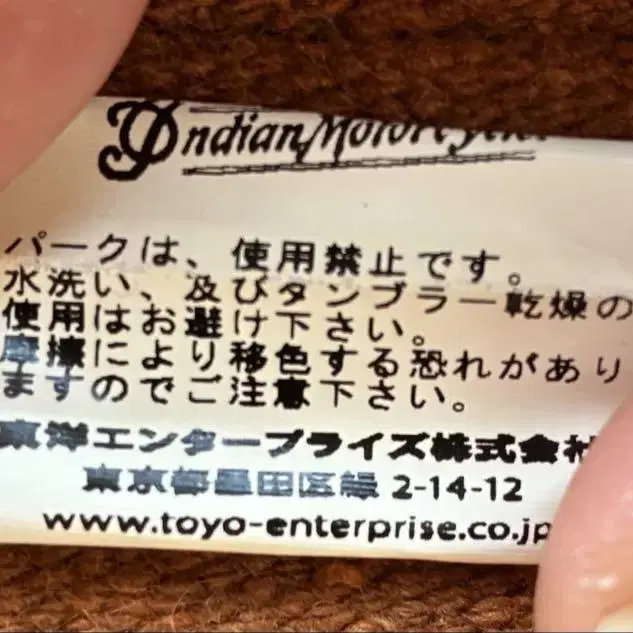 Indian Motorcycle
パークは、使用禁止です。
水洗い、及びタンブラー乾燥の
使用はお避け下さい。
摩擦により移色する恐れがあり
ますのでご注意下さい。
東洋エンタープライズ株式会社
東京都墨田区緑 2-14-12
www.toyo-enterprise.co.jp